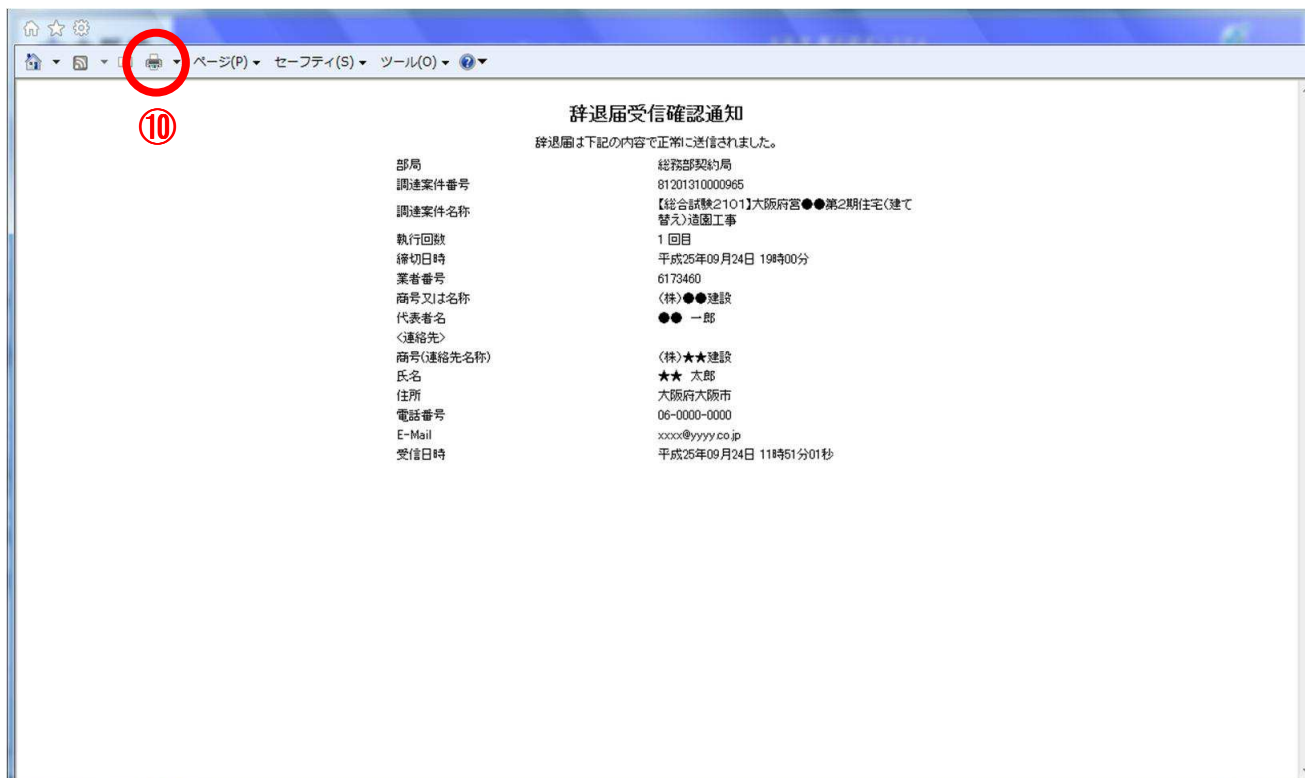 ページ(P) セーフティ(S) ツール(O)
⑩
辞退届受信確認通知
辞退届は下記の内容で正常に送信されました。
部局 総務部契約局
調達案件番号 81201310000965
調達案件名称 【総合試験2101】大阪府営●●第2期住宅(建て
替え)造園工事
執行回数 1 回目
締切日時 平成25年09月24日 19時00分
業者番号 6173460
商号又は名称 (株)●●建設
代表者名 ●● 一郎
<連絡先>
商号(連絡先名称) (株)★★建設
氏名 ★★ 太郎
住所 大阪府大阪市
電話番号 06-0000-0000
E-Mail xxxx@yyyy.co.jp
受信日時 平成25年09月24日 11時51分01秒